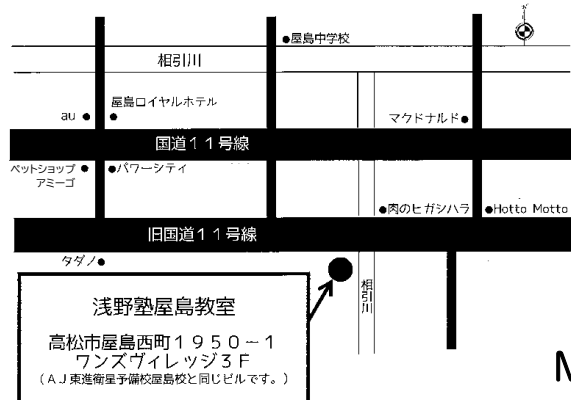 ●屋島中学校
相引川
屋島ロイヤルホテル
au ●
●
マクドナルド●
国道11号線
ペットショップ ●
アミーゴ
●パワーシティ
●肉のヒガシハラ
●Hotto Motto
旧国道11号線
タダノ●
相引川
浅野塾屋島教室
高松市屋島西町1950-1
ワンズヴィレッジ3F
(AJ東進衛星予備校屋島校と同じビルです。)